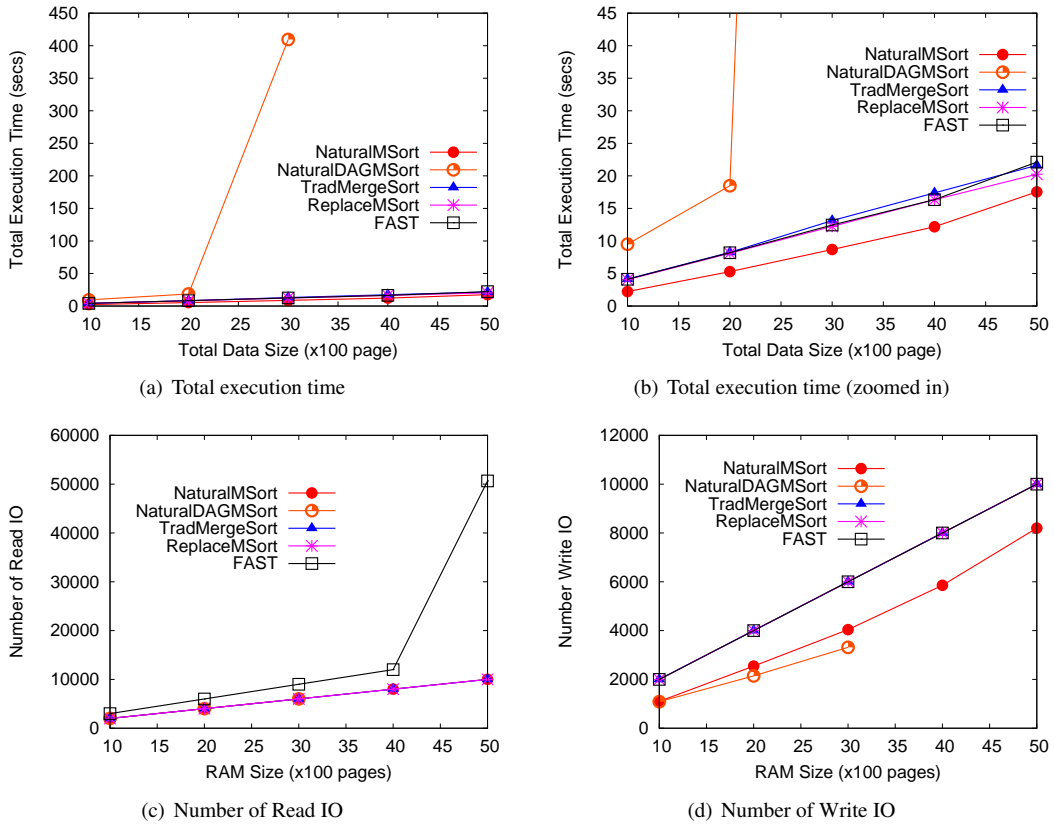 450
400
350
300
250
200
150
100
50
0
Total Execution Time (secs)
NaturalMSort
NaturalDAGMSort
TradMergeSort
ReplaceMSort
FAST
10 15 20 25 30 35 40 45 50
Total Data Size (x100 page)
(a) Total execution time
45
40
35
30
25
20
15
10
5
0
Total Execution Time (secs)
NaturalMSort
NaturalDAGMSort
TradMergeSort
ReplaceMSort
FAST
10 15 20 25 30 35 40 45 50
Total Data Size (x100 page)
(b) Total execution time (zoomed in)
60000
50000
40000
30000
20000
10000
0
Number of Read IO
NaturalMSort
NaturalDAGMSort
TradMergeSort
ReplaceMSort
FAST
10 15 20 25 30 35 40 45 50
RAM Size (x100 pages)
(c) Number of Read IO
12000
10000
8000
6000
4000
2000
0
Number Write IO
NaturalMSort
NaturalDAGMSort
TradMergeSort
ReplaceMSort
FAST
10 15 20 25 30 35 40 45 50
RAM Size (x100 pages)
(d) Number of Write IO